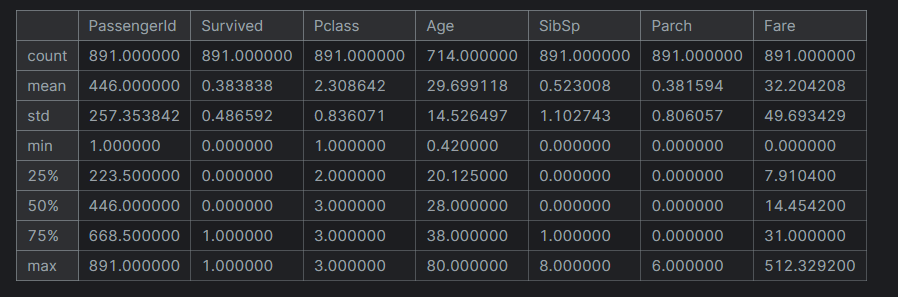 PassengerId Survived Pclass Age SibSp Parch Fare
count 891.000000 891.000000 891.000000 714.000000 891.000000 891.000000 891.000000
mean 446.000000 0.383838 2.308642 29.699118 0.523008 0.381594 32.204208
std 257.353842 0.486592 0.836071 14.526497 1.102743 0.806057 49.693429
min 1.000000 0.000000 1.000000 0.420000 0.000000 0.000000 0.000000
25% 223.500000 0.000000 2.000000 20.125000 0.000000 0.000000 7.910400
50% 446.000000 0.000000 3.000000 28.000000 0.000000 0.000000 14.454200
75% 668.500000 1.000000 3.000000 38.000000 1.000000 0.000000 31.000000
max 891.000000 1.000000 3.000000 80.000000 8.000000 6.000000 512.329200